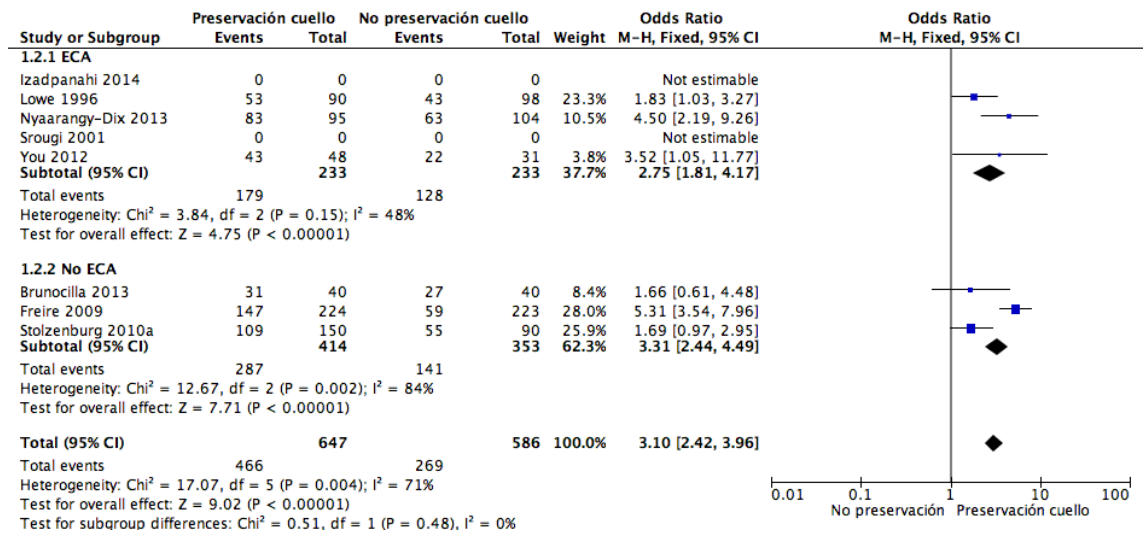 Preservación cuello No preservación cuello Odds Ratio Odds Ratio
Study or Subgroup Events Total Events Total Weight M-H, Fixed, 95% CI M-H, Fixed, 95% CI
1.2.1 ECA
Izadpanahi 2014 0 0 0 0 Not estimable
Lowe 1996 53 90 43 98 23.3% 1.83 [1.03, 3.27]
Nyaarangy-Dix 2013 83 95 63 104 10.5% 4.50 [2.19, 9.26]
Srougi 2001 0 0 0 0 Not estimable
You 2012 43 48 22 31 3.8% 3.52 [1.05, 11.77]
Subtotal (95% CI) 233 233 37.7% 2.75 [1.81, 4.17]
Total events 179 128
Heterogeneity: Chi² = 3.84, df = 2 (P = 0.15); I² = 48%
Test for overall effect: Z = 4.75 (P < 0.00001)
1.2.2 No ECA
Brunocilla 2013 31 40 27 40 8.4% 1.66 [0.61, 4.48]
Freire 2009 147 224 59 223 28.0% 5.31 [3.54, 7.96]
Stolzenburg 2010a 109 150 55 90 25.9% 1.69 [0.97, 2.95]
Subtotal (95% CI) 414 353 62.3% 3.31 [2.44, 4.49]
Total events 287 141
Heterogeneity: Chi² = 12.67, df = 2 (P = 0.002); I² = 84%
Test for overall effect: Z = 7.71 (P < 0.00001)
Total (95% CI) 647 586 100.0% 3.10 [2.42, 3.96]
Total events 466 269
Heterogeneity: Chi² = 17.07, df = 5 (P = 0.004); I² = 71%
Test for overall effect: Z = 9.02 (P < 0.00001)
Test for subgroup differences: Chi² = 0.51, df = 1 (P = 0.48), I² = 0%
0.01 0.1 1 10 100
No preservación Preservación cuello